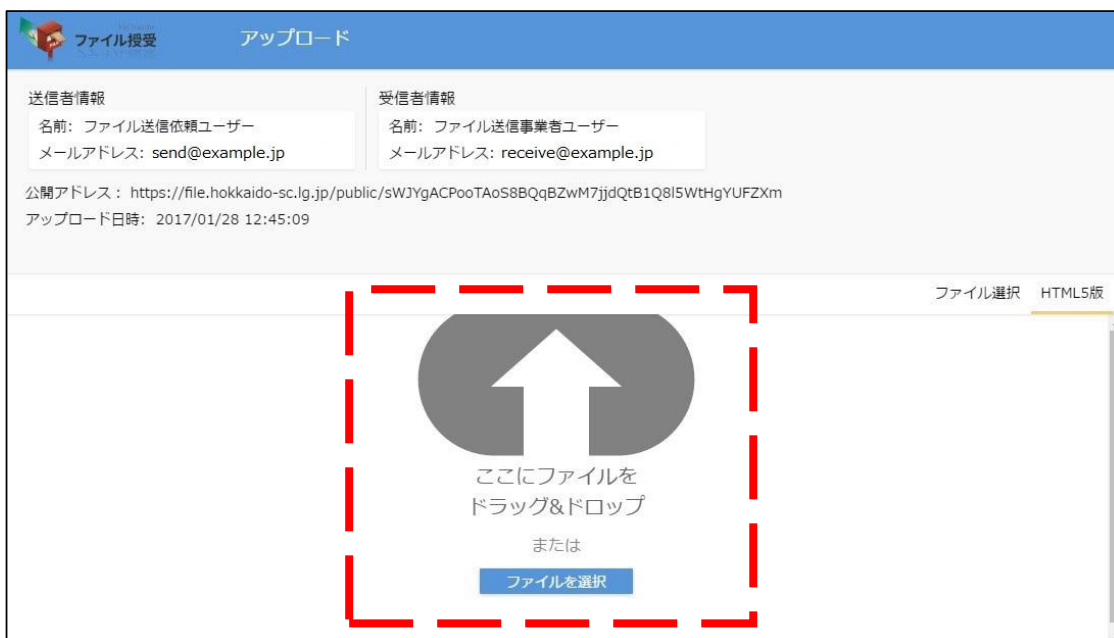 ファイル授受
アップロード
送信者情報
名前: ファイル送信依頼ユーザー
メールアドレス: send@example.jp
受信者情報
名前: ファイル送信事業者ユーザー
メールアドレス: receive@example.jp
公開アドレス : https://file.hokkaido-sc.lg.jp/public/sWJYgACPooTAoS8BQqBZwM7jjdQtB1Q8l5WtHgYUFZXm
アップロード日時: 2017/01/28 12:45:09
ファイル選択 HTML5版
ここにファイルを
ドラッグ&ドロップ
または
ファイルを選択